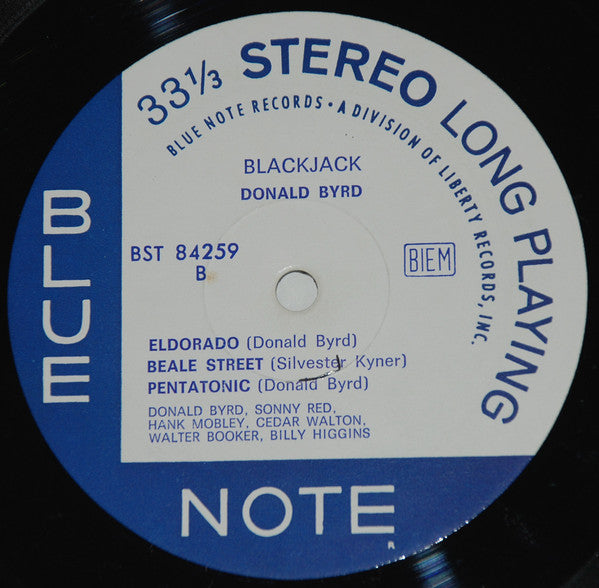 33⅓ STEREO LONG PLAYING
BLUE NOTE RECORDS • A DIVISION OF LIBERTY RECORDS, INC.
BLACKJACK
DONALD BYRD
BST 84259
B
BIEM
ELDORADO (Donald Byrd)
BEALE STREET (Silvester Kyner)
PENTATONIC (Donald Byrd)
DONALD BYRD, SONNY RED,
HANK MOBLEY, CEDAR WALTON,
WALTER BOOKER, BILLY HIGGINS
BLUE
NOTE
R